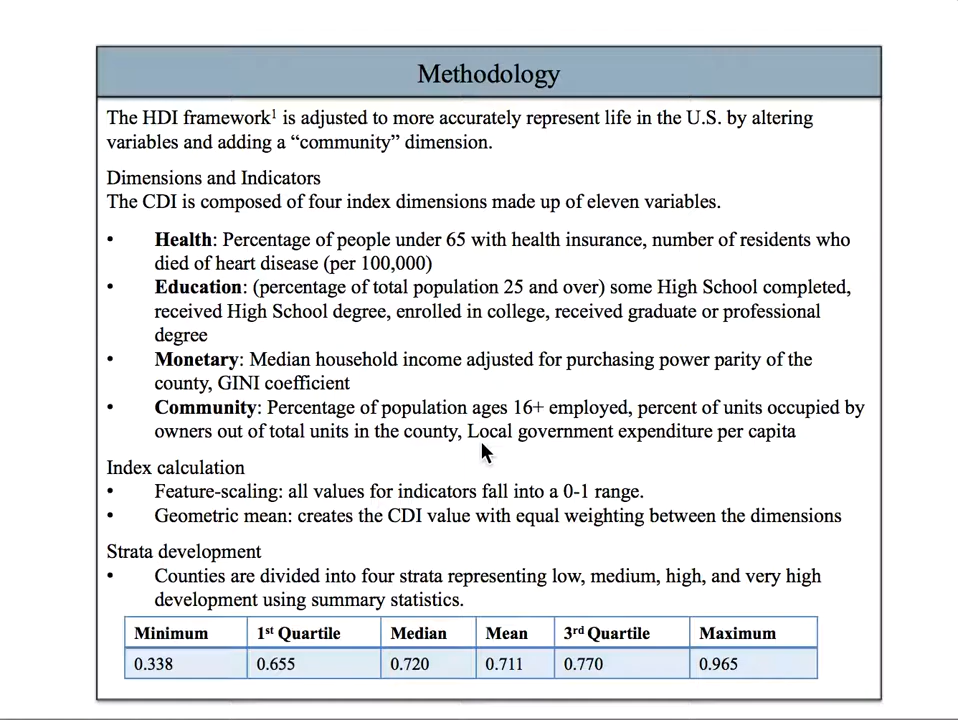 Methodology
The HDI framework¹ is adjusted to more accurately represent life in the U.S. by altering
variables and adding a “community” dimension.
Dimensions and Indicators
The CDI is composed of four index dimensions made up of eleven variables.
• Health: Percentage of people under 65 with health insurance, number of residents who
died of heart disease (per 100,000)
• Education: (percentage of total population 25 and over) some High School completed,
received High School degree, enrolled in college, received graduate or professional
degree
• Monetary: Median household income adjusted for purchasing power parity of the
county, GINI coefficient
• Community: Percentage of population ages 16+ employed, percent of units occupied by
owners out of total units in the county, Local government expenditure per capita
Index calculation
• Feature-scaling: all values for indicators fall into a 0-1 range.
• Geometric mean: creates the CDI value with equal weighting between the dimensions
Strata development
• Counties are divided into four strata representing low, medium, high, and very high
development using summary statistics.
Minimum 1st Quartile Median Mean 3rd Quartile Maximum
0.338 0.655 0.720 0.711 0.770 0.965